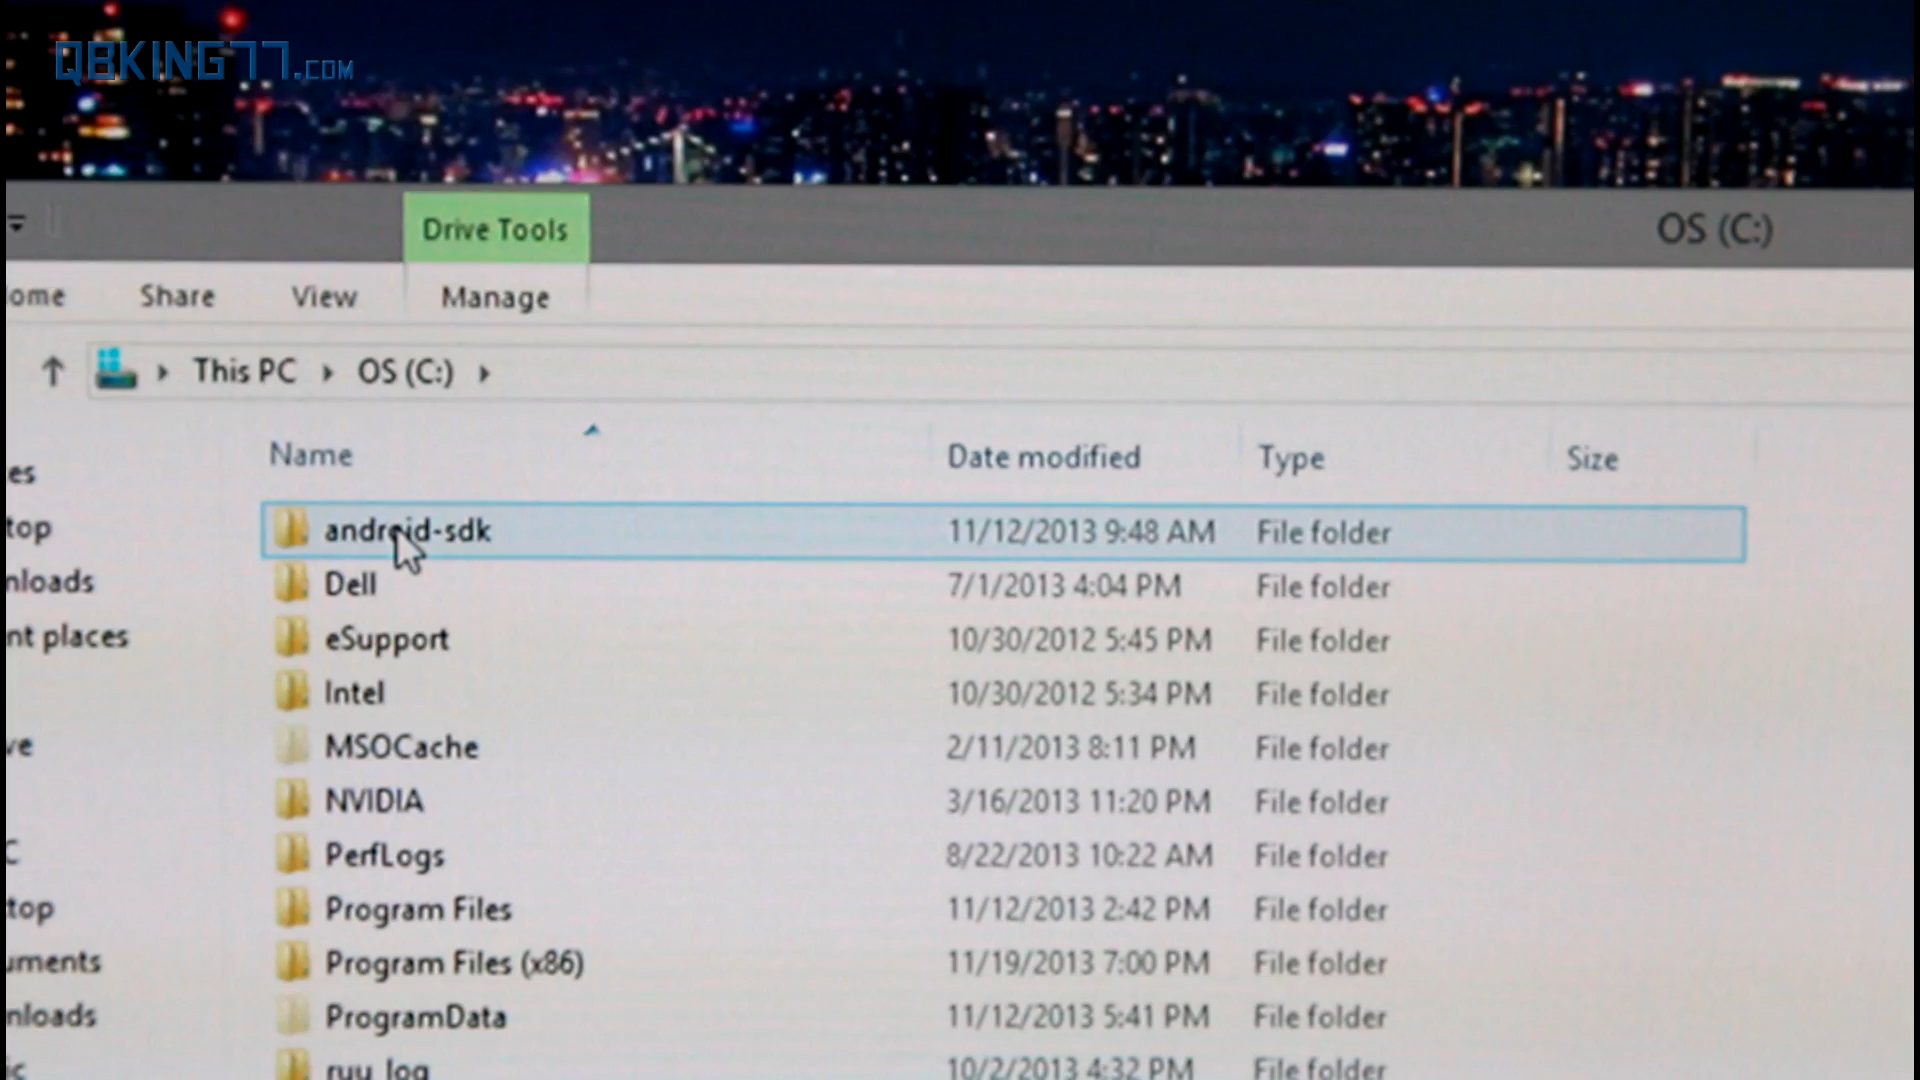 QBKING77.COM
Drive Tools
OS (C:)
ome Share View Manage
This PC OS (C:)
Name Date modified Type Size
es
top
nloads
nt places
ve
C
top
uments
nloads
ic
android-sdk 11/12/2013 9:48 AM File folder
Dell 7/1/2013 4:04 PM File folder
eSupport 10/30/2012 5:45 PM File folder
Intel 10/30/2012 5:34 PM File folder
MSOCache 2/11/2013 8:11 PM File folder
NVIDIA 3/16/2013 11:20 PM File folder
PerfLogs 8/22/2013 10:22 AM File folder
Program Files 11/12/2013 2:42 PM File folder
Program Files (x86) 11/19/2013 7:00 PM File folder
ProgramData 11/12/2013 5:41 PM File folder
ruu_log 10/2/2013 4:32 PM File folder